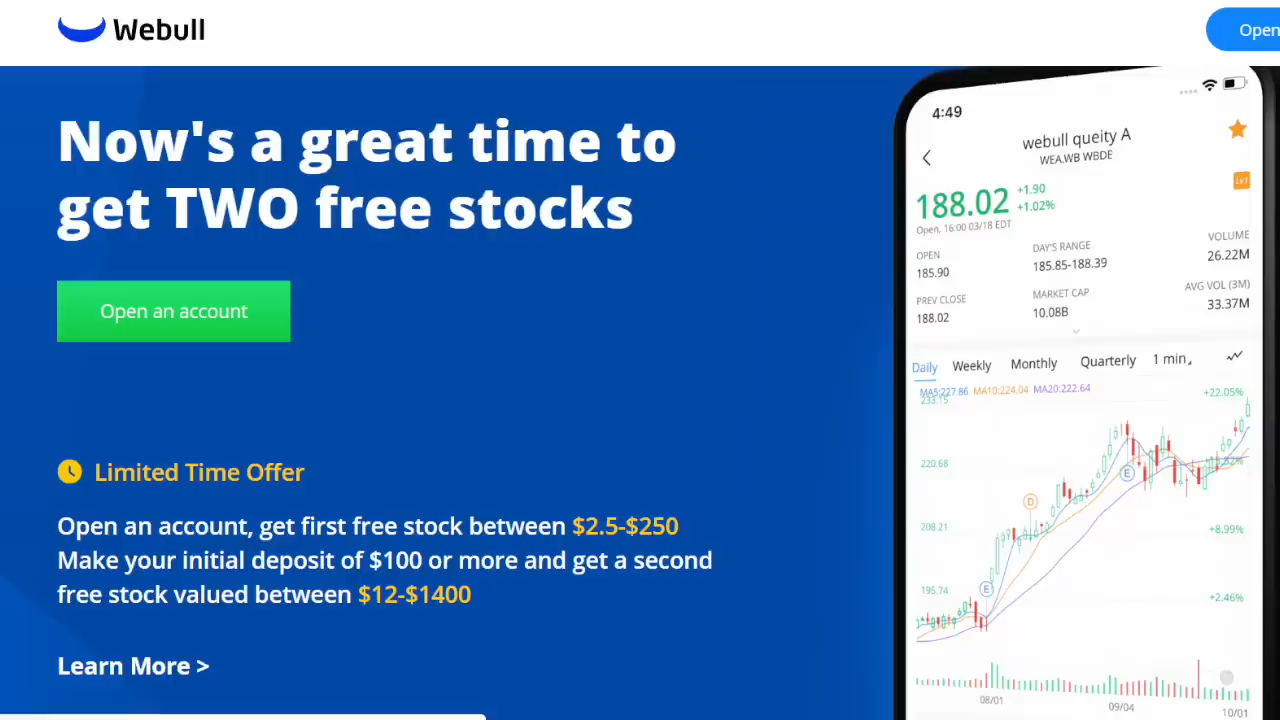 Webull
Open
Now's a great time to
get TWO free stocks
Open an account
Limited Time Offer
Open an account, get first free stock between $2.5-$250
Make your initial deposit of $100 or more and get a second
free stock valued between $12-$1400
Learn More >
4:49
webull queity A
WEA.WB WBDE
LV1
188.02
+1.90
+1.02%
Open, 16:00 03/18 EDT
OPEN
185.90
DAY'S RANGE
185.85-188.39
VOLUME
26.22M
PREV CLOSE
188.02
MARKET CAP
10.08B
AVG VOL (3M)
33.37M
Daily Weekly Monthly Quarterly 1 min
MA5:227.86 MA10:224.04 MA20:222.64
233.15
+22.05%
220.68
208.21
+8.99%
195.74
+2.46%
D
E
E
08/01 09/04 10/01